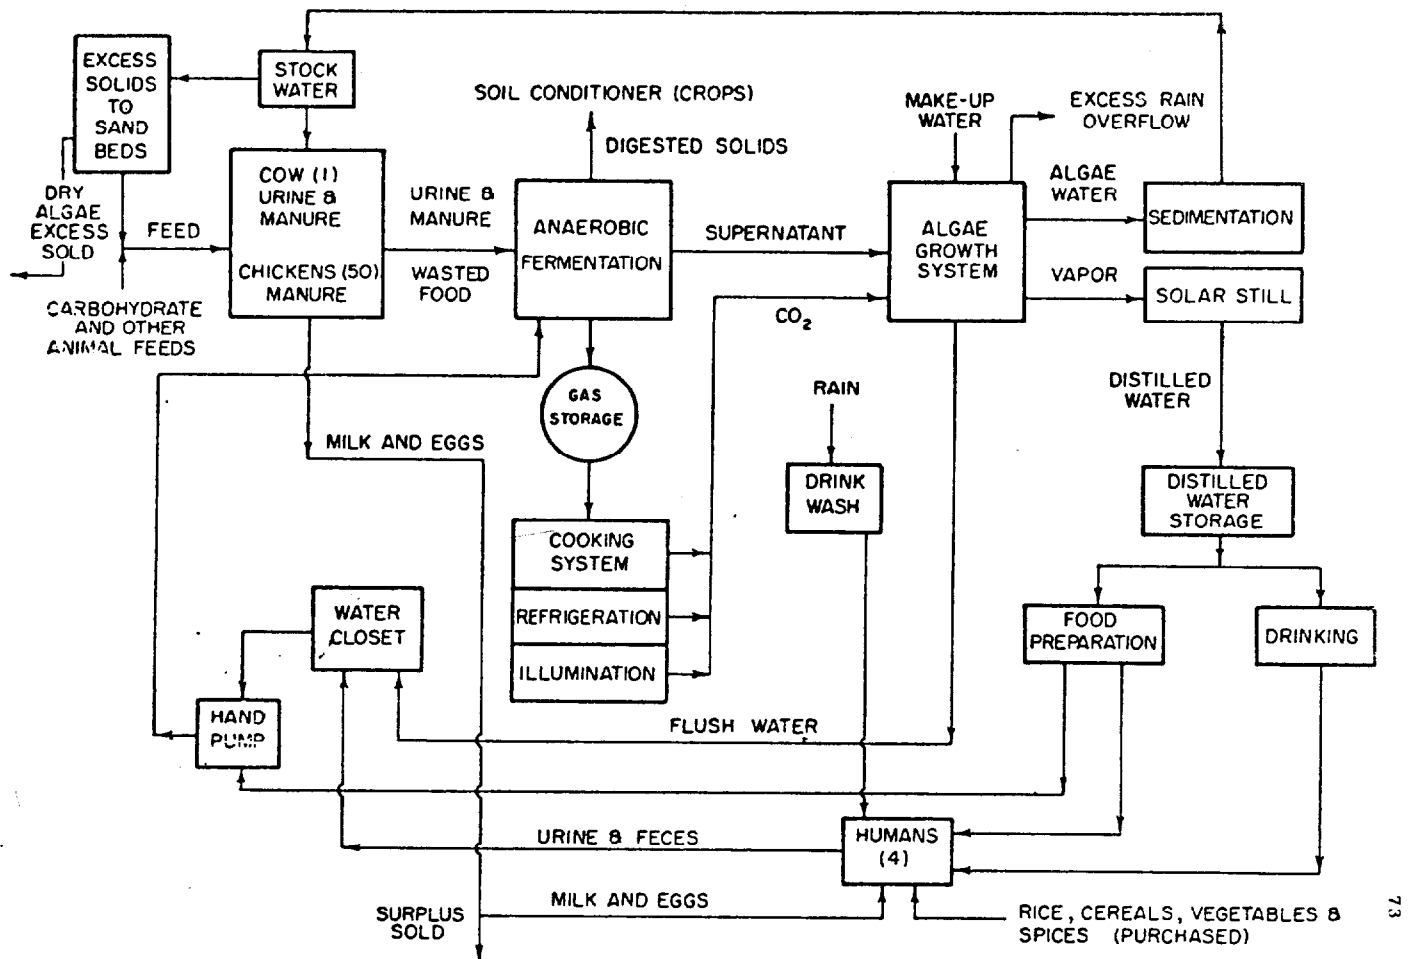 EXCESS
SOLIDS
TO
SAND
BEDS
STOCK
WATER
SOIL CONDITIONER (CROPS)
DIGESTED SOLIDS
MAKE-UP
WATER
EXCESS RAIN
OVERFLOW
COW (1)
URINE &
MANURE
CHICKENS (50)
MANURE
URINE &
MANURE
WASTED
FOOD
ANAEROBIC
FERMENTATION
SUPERNATANT
CO2
ALGAE
GROWTH
SYSTEM
ALGAE
WATER
SEDIMENTATION
VAPOR
SOLAR STILL
DRY
ALGAE
EXCESS
SOLD
FEED
CARBOHYDRATE
AND OTHER
ANIMAL FEEDS
GAS
STORAGE
RAIN
DISTILLED
WATER
MILK AND EGGS
DRINK
WASH
DISTILLED
WATER
STORAGE
COOKING
SYSTEM
REFRIGERATION
ILLUMINATION
WATER
CLOSET
FOOD
PREPARATION
DRINKING
HAND
PUMP
FLUSH WATER
URINE & FECES
HUMANS
(4)
MILK AND EGGS
SURPLUS
SOLD
RICE, CEREALS, VEGETABLES &
SPICES (PURCHASED)
73